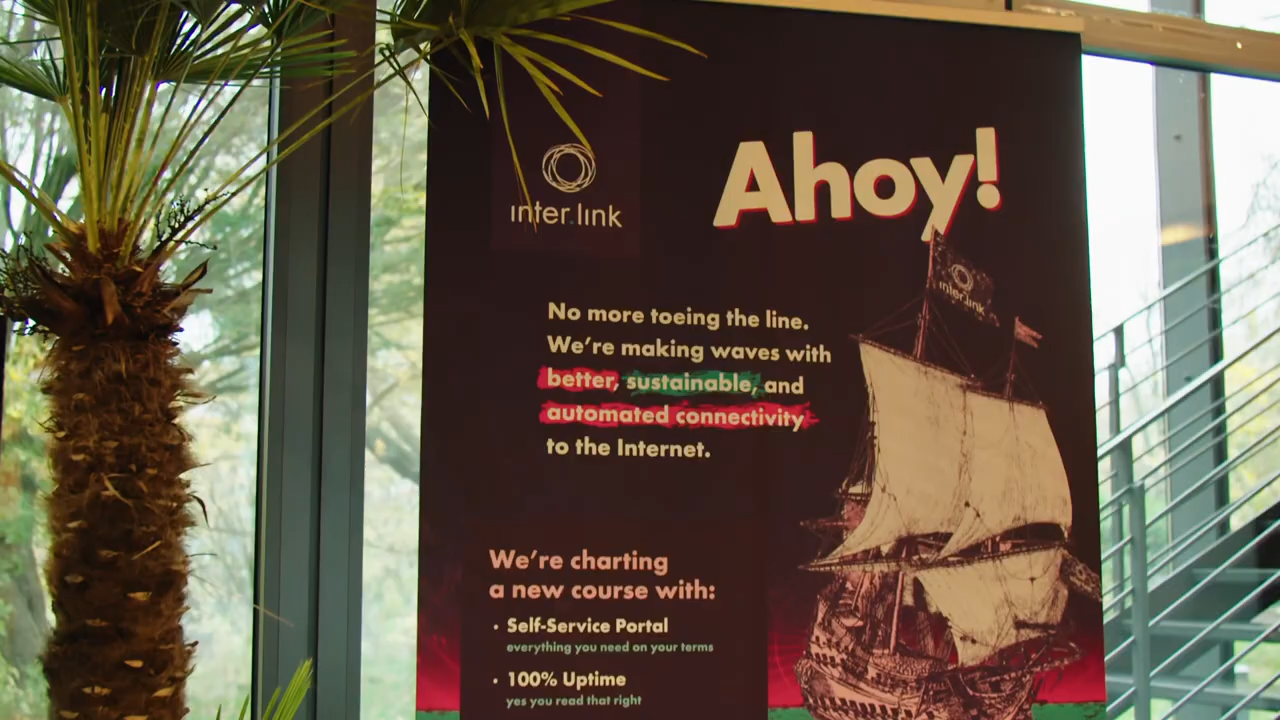 inter.link
Ahoy!
inter.link
No more toeing the line.
We're making waves with
better, sustainable, and
automated connectivity
to the Internet.
We're charting
a new course with:
• Self-Service Portal
everything you need on your terms
• 100% Uptime
yes you read that right